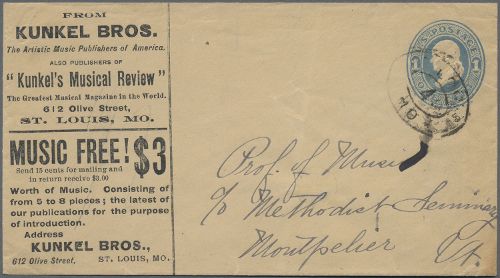 FROM
KUNKEL BROS.
The Artistic Music Publishers of America.
ALSO PUBLISHERS OF
"Kunkel's Musical Review"
The Greatest Musical Magazine in the World.
612 Olive Street,
ST. LOUIS, MO.
MUSIC FREE! $3
Send 15 cents for mailing and
in return receive $3.00
Worth of Music. Consisting of
from 5 to 8 pieces; the latest of
our publications for the purpose
of introduction.
Address
KUNKEL BROS.,
612 Olive Street, ST. LOUIS, MO.
U.S. POSTAGE
1 1
MO.
Prof. of Music
c/o Methodist Seminary
Montpelier Vt.